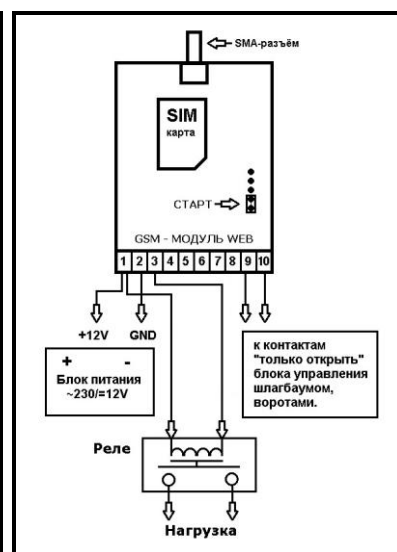 SMA-разъём
SIM
карта
СТАРТ
GSM - МОДУЛЬ WEB
1 2 3 4 5 6 7 8 9 10
+12V GND
+ -
Блок питания
~230/=12V
к контактам
"только открыть"
блока управления
шлагбаумом,
воротами.
Реле
Нагрузка